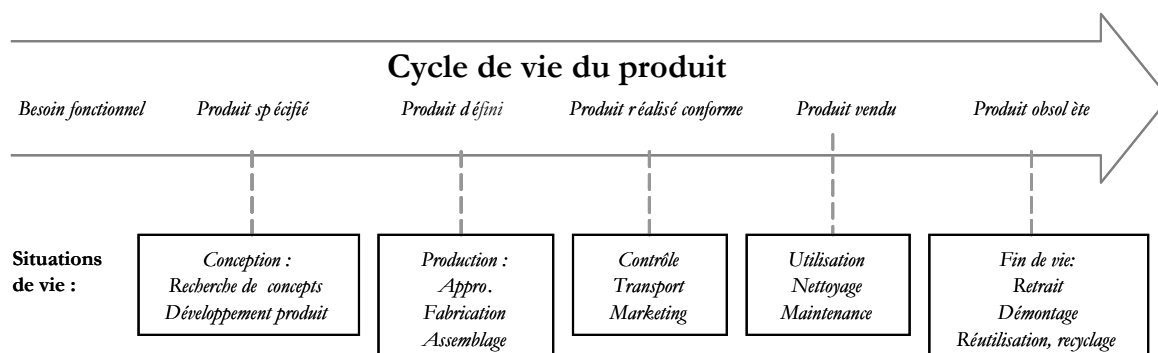 Cycle de vie du produit
Besoin fonctionnel Produit spécifié Produit défini Produit réalisé conforme Produit vendu Produit obsolète
Situations
de vie :
Conception :
Recherche de concepts
Développement produit
Production :
Appro.
Fabrication
Assemblage
Contrôle
Transport
Marketing
Utilisation
Nettoyage
Maintenance
Fin de vie:
Retrait
Démontage
Réutilisation, recyclage